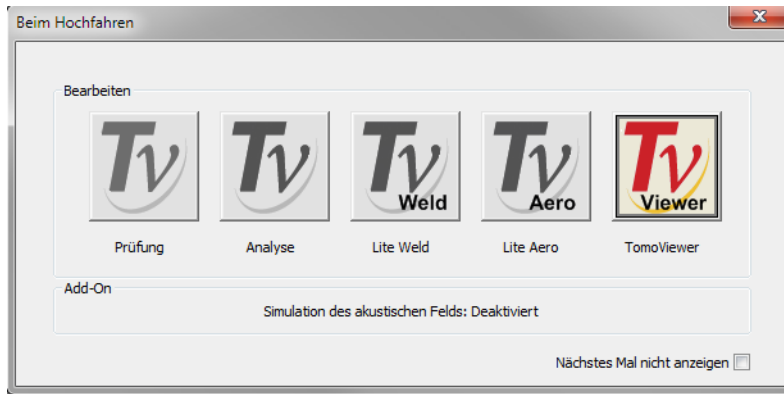 Beim Hochfahren
Bearbeiten
Tv
Tv
Tv Weld
Tv Aero
Tv Viewer
Prüfung Analyse Lite Weld Lite Aero TomoViewer
Add-On
Simulation des akustischen Felds: Deaktiviert
Nächstes Mal nicht anzeigen